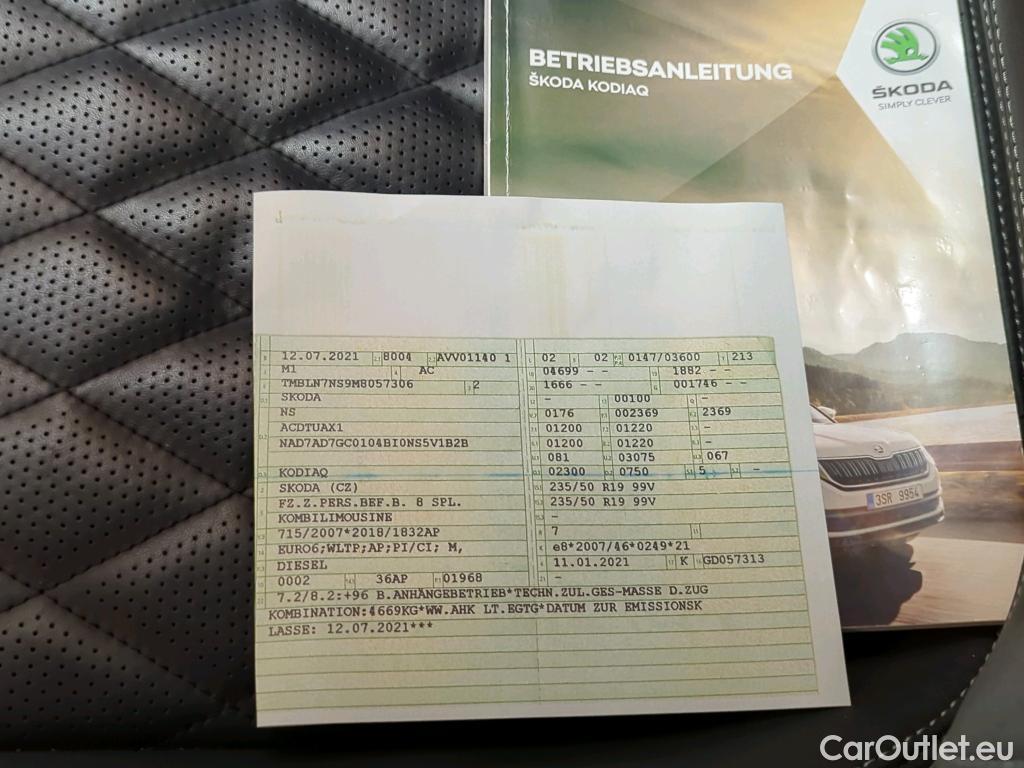 BETRIEBSANLEITUNG
ŠKODA KODIAQ
ŠKODA
SIMPLY CLEVER
3SR 9954
12.07.2021 8004 AVV01140 1
M1 AC
TMBLN7NS9M8057306 2
SKODA
NS
ACDTUAX1
NAD7AD7GC0104BI0NS5V1B2B
KODIAQ
SKODA (CZ)
FZ.Z.PERS.BEF.B. 8 SPL.
KOMBILIMOUSINE
715/2007*2018/1832AP
EURO6;WLTP;AP;PI/CI; M,
DIESEL
0002 36AP 01968
02 02 0147/03600 213
04699 -- 1882 --
1666 -- 001746 --
- 00100 -
0176 002369 2369
01200 01220 -
01200 01220 -
081 03075 067
02300 0750 5 -
235/50 R19 99V
235/50 R19 99V
-
7
e8*2007/46*0249*21
11.01.2021 K GD057313
-
7.2/8.2:+96 B.ANHÄNGEBETRIEB*TECHN.ZUL.GES-MASSE D.ZUG
KOMBINATION:4669KG*WW.AHK LT.EGTG*DATUM ZUR EMISSIONSK
LASSE: 12.07.2021***
CarOutlet.eu